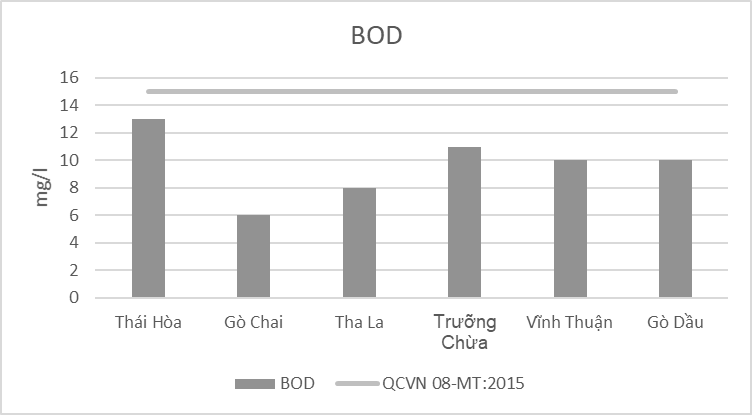 BOD
mg/l
16
14
12
10
8
6
4
2
0
Thái Hòa Gò Chai Tha La Trưỡng Vĩnh Thuận Gò Dầu
Chừa
BOD QCVN 08-MT:2015